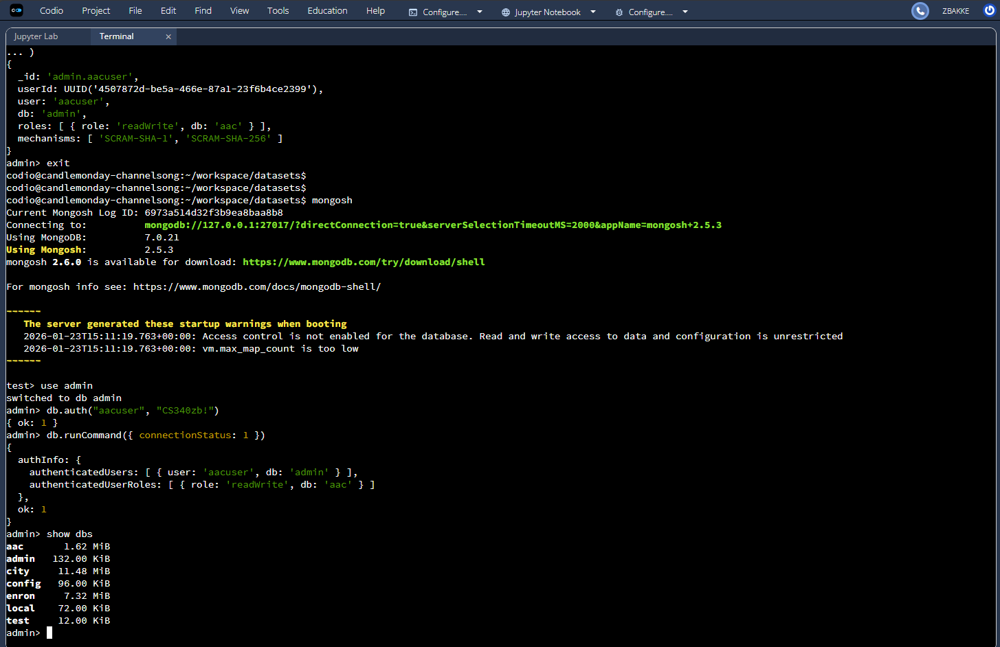 Codio Project File Edit Find View Tools Education Help Configure.... Jupyter Notebook Configure.... ZBAKKE
Jupyter Lab Terminal ×
... )
{
  _id: 'admin.aacuser',
  userId: UUID('4507872d-be5a-466e-87a1-23f6b4ce2399'),
  user: 'aacuser',
  db: 'admin',
  roles: [ { role: 'readWrite', db: 'aac' } ],
  mechanisms: [ 'SCRAM-SHA-1', 'SCRAM-SHA-256' ]
}
admin> exit
codio@candlemonday-channelsong:~/workspace/datasets$
codio@candlemonday-channelsong:~/workspace/datasets$
codio@candlemonday-channelsong:~/workspace/datasets$ mongosh
Current Mongosh Log ID: 6973a514d32f3b9ea8baa8b8
Connecting to:          mongodb://127.0.0.1:27017/?directConnection=true&serverSelectionTimeoutMS=2000&appName=mongosh+2.5.3
Using MongoDB:          7.0.21
Using Mongosh:          2.5.3
mongosh 2.6.0 is available for download: https://www.mongodb.com/try/download/shell
For mongosh info see: https://www.mongodb.com/docs/mongodb-shell/
------
   The server generated these startup warnings when booting
   2026-01-23T15:11:19.763+00:00: Access control is not enabled for the database. Read and write access to data and configuration is unrestricted
   2026-01-23T15:11:19.763+00:00: vm.max_map_count is too low
------
test> use admin
switched to db admin
admin> db.auth("aacuser", "CS340zb!")
{ ok: 1 }
admin> db.runCommand({ connectionStatus: 1 })
{
  authInfo: {
    authenticatedUsers: [ { user: 'aacuser', db: 'admin' } ],
    authenticatedUserRoles: [ { role: 'readWrite', db: 'aac' } ]
  },
  ok: 1
}
admin> show dbs
aac       1.62 MiB
admin   132.00 KiB
city     11.48 MiB
config   96.00 KiB
enron     7.32 MiB
local    72.00 KiB
test     12.00 KiB
admin>